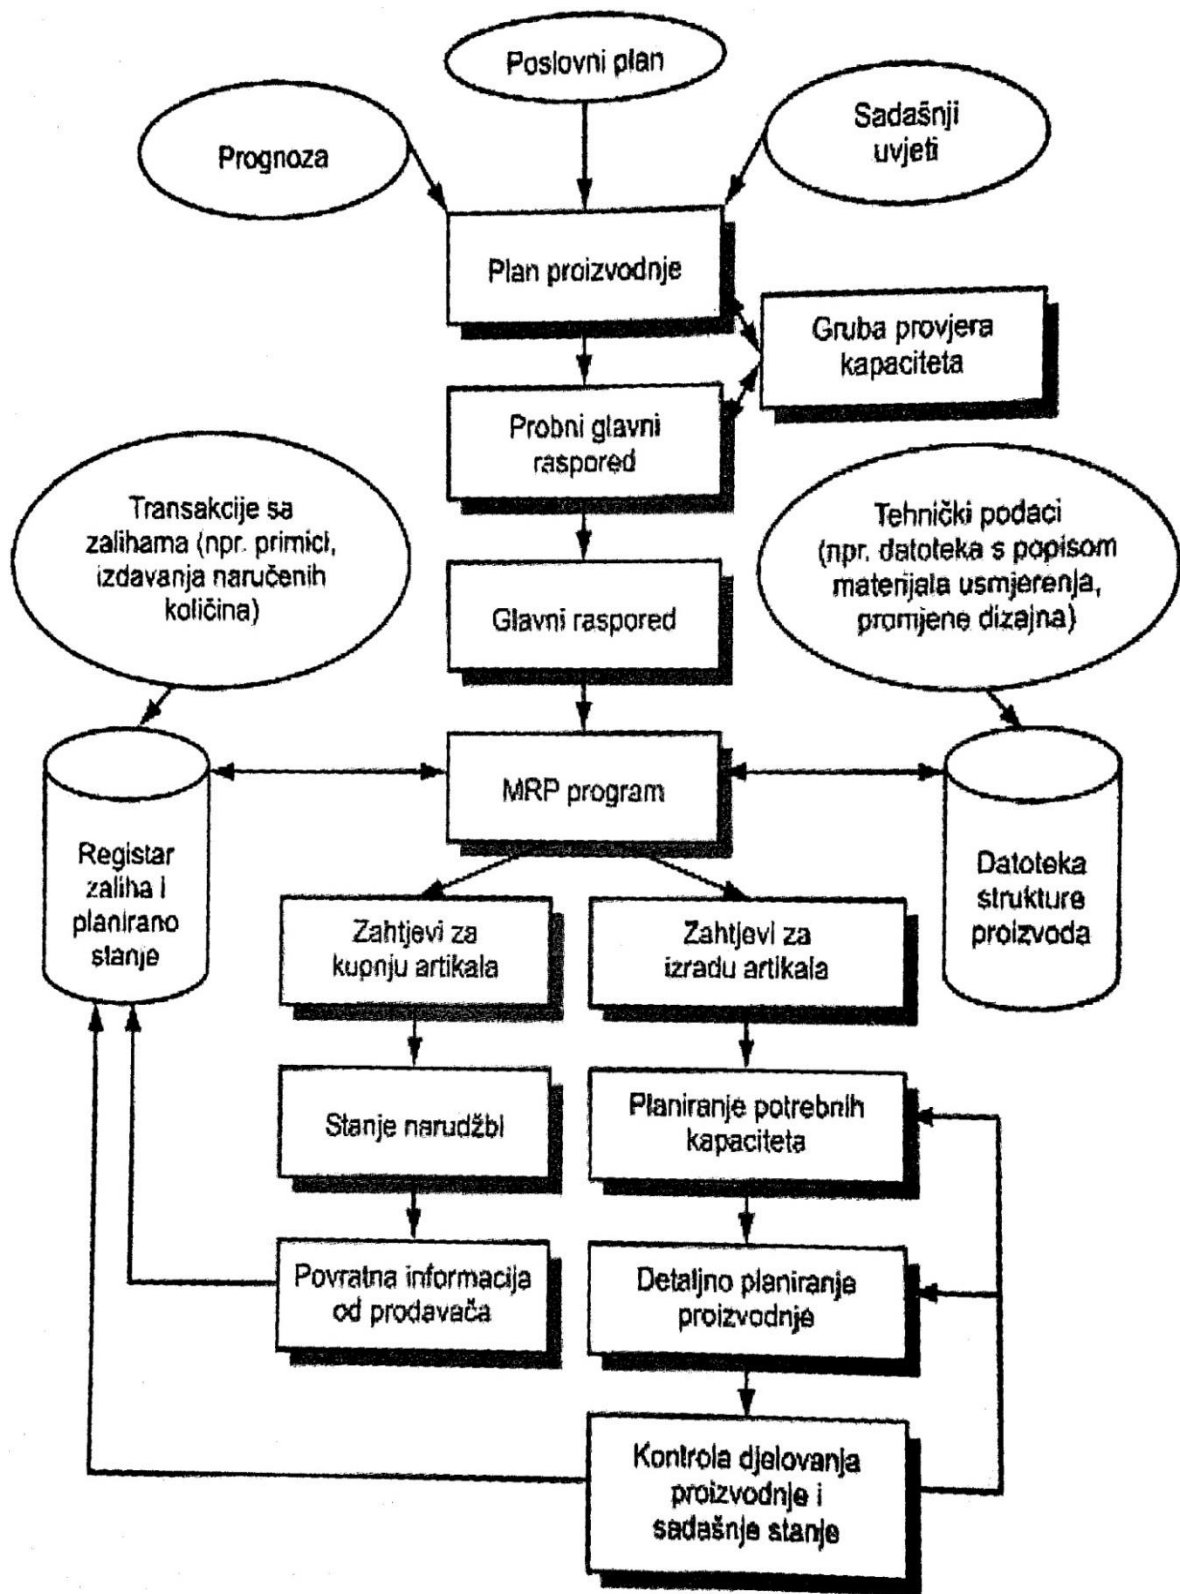 Poslovni plan
Prognoza
Sadašnji
uvjeti
Plan proizvodnje
Gruba provjera
kapaciteta
Probni glavni
raspored
Transakcije sa
zalihama (npr. primici,
izdavanja naručenih
količina)
Tehnički podaci
(npr. datoteka s popisom
materijala usmjerenja,
promjene dizajna)
Glavni raspored
MRP program
Registar
zaliha i
planirano
stanje
Datoteka
strukture
proizvoda
Zahtjevi za
kupnju artikala
Zahtjevi za
izradu artikala
Stanje narudžbi
Planiranje potrebnih
kapaciteta
Povratna informacija
od prodavača
Detaljno planiranje
proizvodnje
Kontrola djelovanja
proizvodnje i
sadašnje stanje